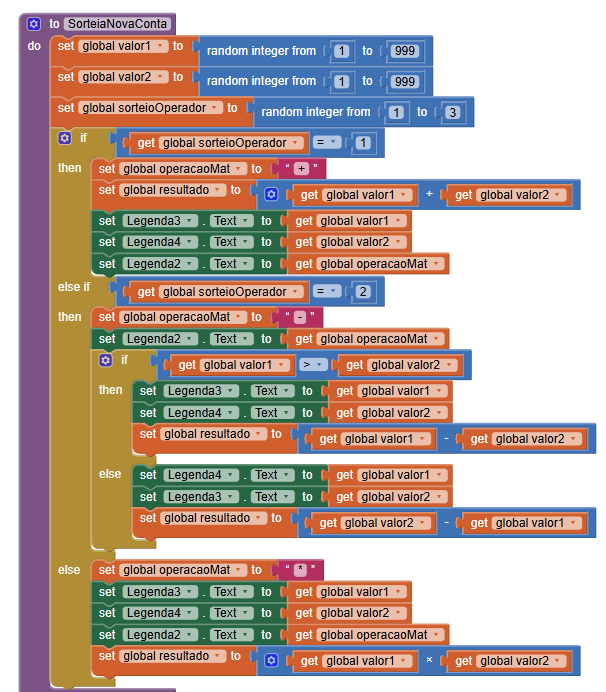 to SorteiaNovaConta
do set global valor1 to random integer from 1 to 999
set global valor2 to random integer from 1 to 999
set global sorteioOperador to random integer from 1 to 3
if get global sorteioOperador = 1
then set global operacaoMat to " + "
set global resultado to get global valor1 + get global valor2
set Legenda3 . Text to get global valor1
set Legenda4 . Text to get global valor2
set Legenda2 . Text to get global operacaoMat
else if get global sorteioOperador = 2
then set global operacaoMat to " - "
set Legenda2 . Text to get global operacaoMat
if get global valor1 > get global valor2
then set Legenda3 . Text to get global valor1
set Legenda4 . Text to get global valor2
set global resultado to get global valor1 - get global valor2
else set Legenda4 . Text to get global valor1
set Legenda3 . Text to get global valor2
set global resultado to get global valor2 - get global valor1
else set global operacaoMat to " * "
set Legenda3 . Text to get global valor1
set Legenda4 . Text to get global valor2
set Legenda2 . Text to get global operacaoMat
set global resultado to get global valor1 × get global valor2